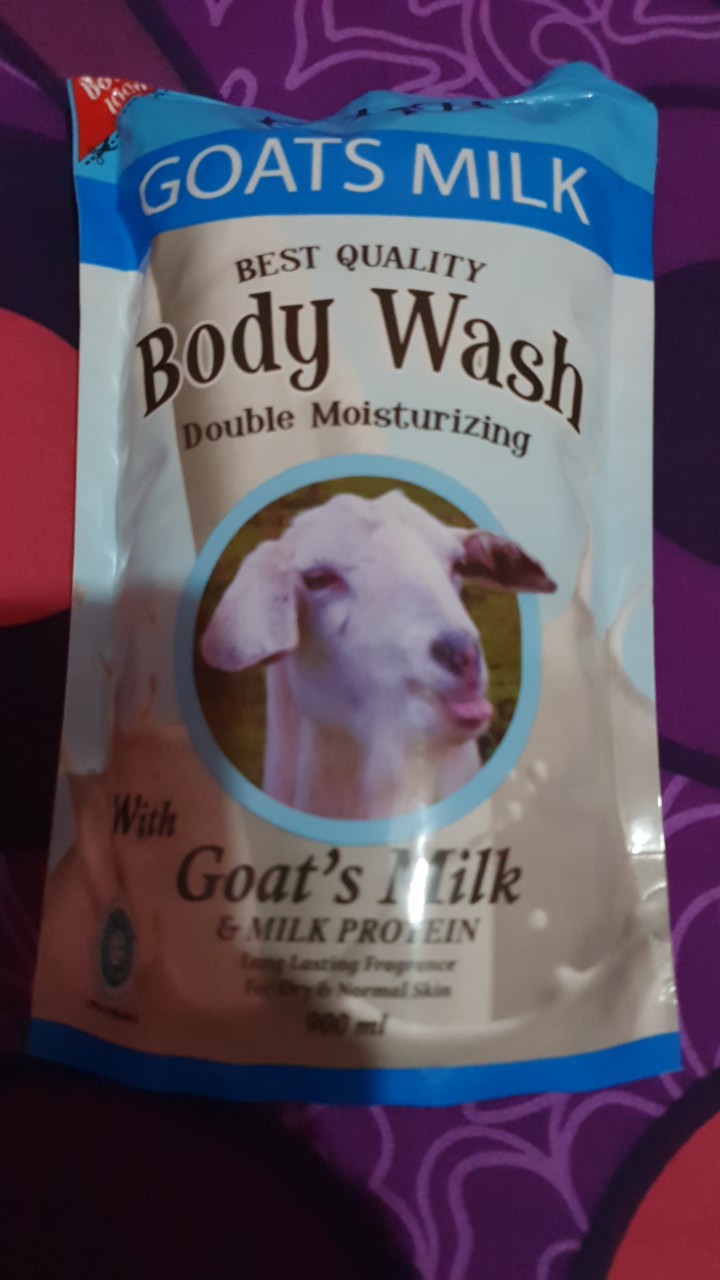 GOATS MILK
BEST QUALITY
Body Wash
Double Moisturizing
With
Goat's Milk
& MILK PROTEIN
Long Lasting Fragrance
For Dry & Normal Skin
900 ml